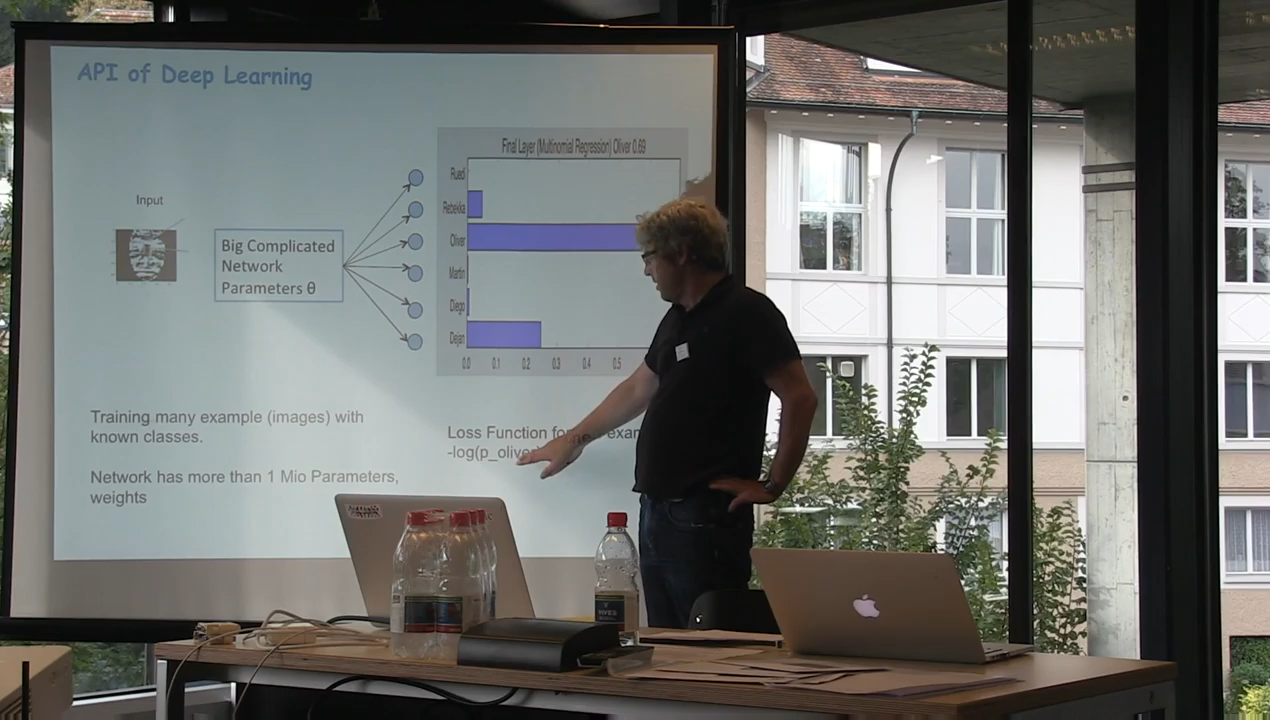 API of Deep Learning
Input
Big Complicated
Network
Parameters θ
Final Layer (Multinomial Regression) Oliver 0.69
Ruedi
Rebekka
Oliver
Martin
Diego
Dejan
0.0 0.1 0.2 0.3 0.4 0.5
Training many example (images) with
known classes.
Network has more than 1 Mio Parameters,
weights
Loss Function for
-log(p_oliver